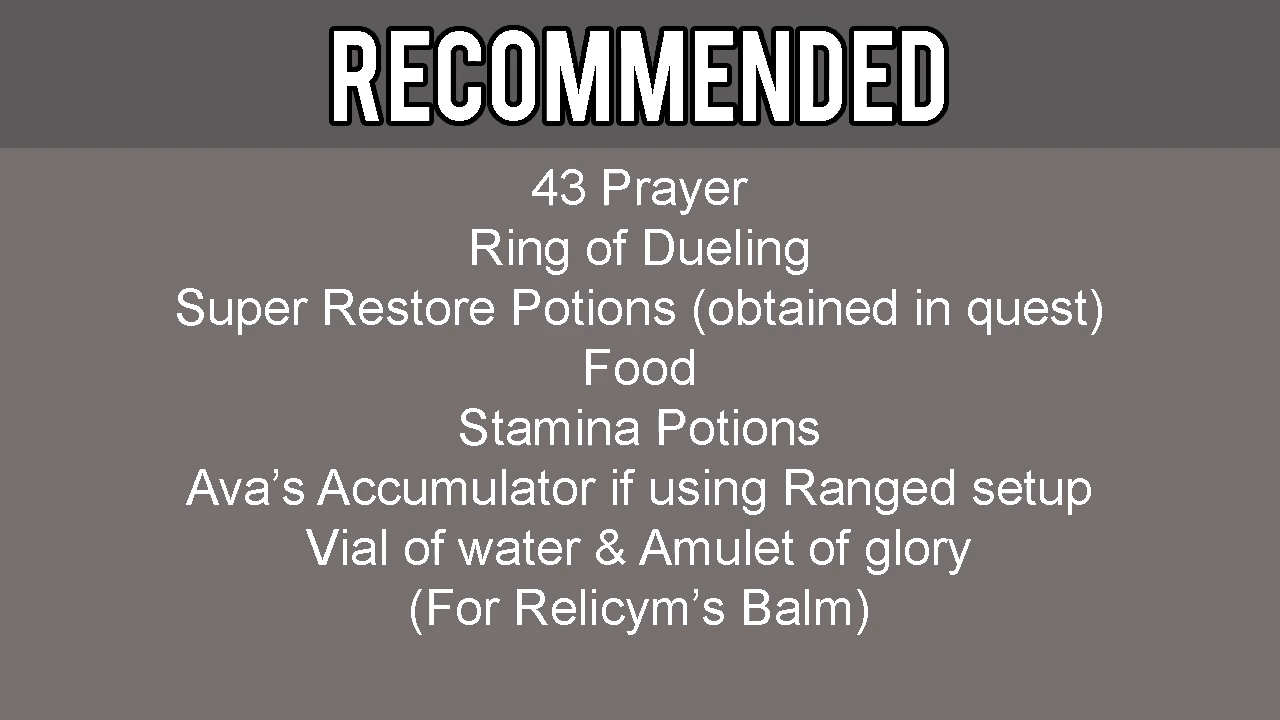 RECOMMENDED
43 Prayer
Ring of Dueling
Super Restore Potions (obtained in quest)
Food
Stamina Potions
Ava’s Accumulator if using Ranged setup
Vial of water & Amulet of glory
(For Relicym’s Balm)